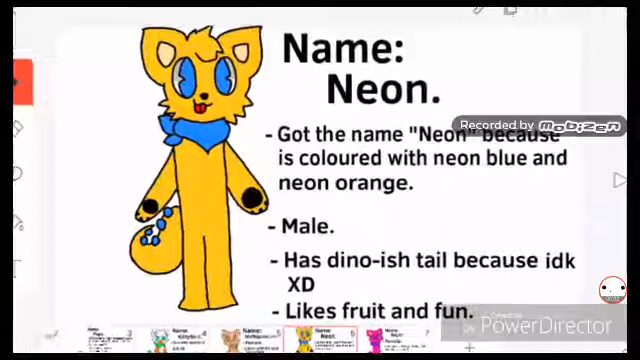 Name:
Neon.
Recorded by Mobizen
- Got the name "Neon" because
is coloured with neon blue and
neon orange.
- Male.
- Has dino-ish tail because idk
XD
- Likes fruit and fun.
PowerDirector